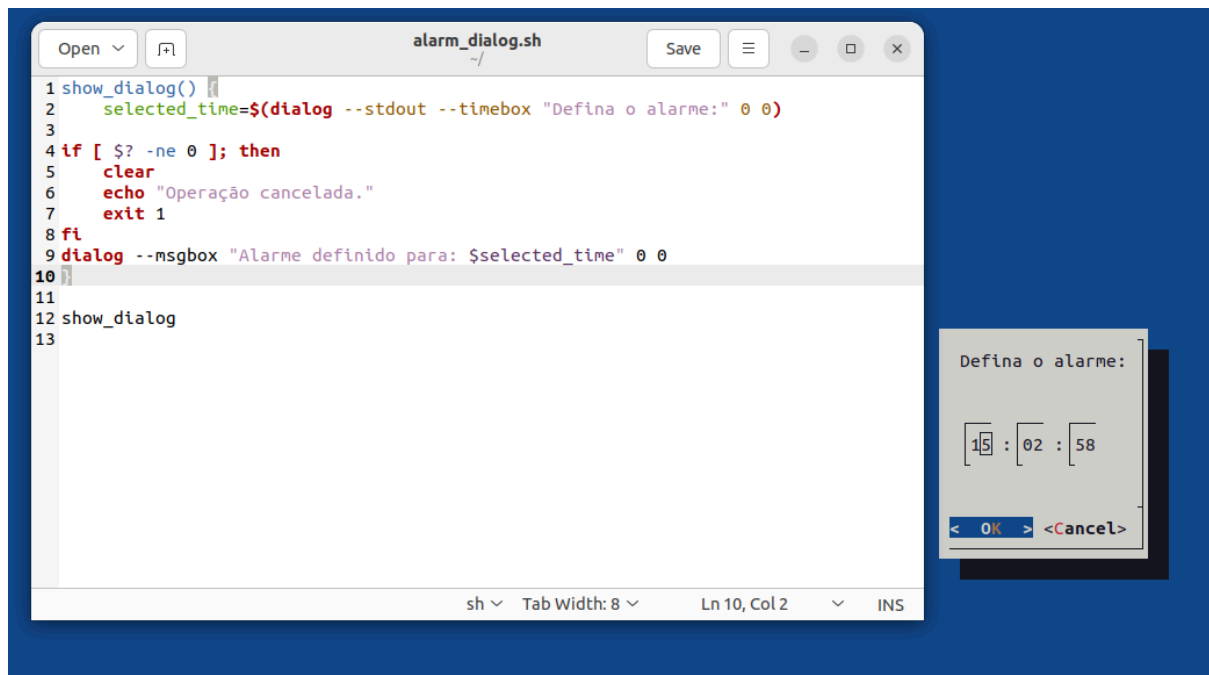 Open
alarm_dialog.sh
~/
Save
1 show_dialog() {
2     selected_time=$(dialog --stdout --timebox "Defina o alarme:" 0 0)
3
4 if [ $? -ne 0 ]; then
5     clear
6     echo "Operação cancelada."
7     exit 1
8 fi
9 dialog --msgbox "Alarme definido para: $selected_time" 0 0
10 }
11
12 show_dialog
13
sh Tab Width: 8 Ln 10, Col 2 INS
Defina o alarme:
15 : 02 : 58
< OK > <Cancel>